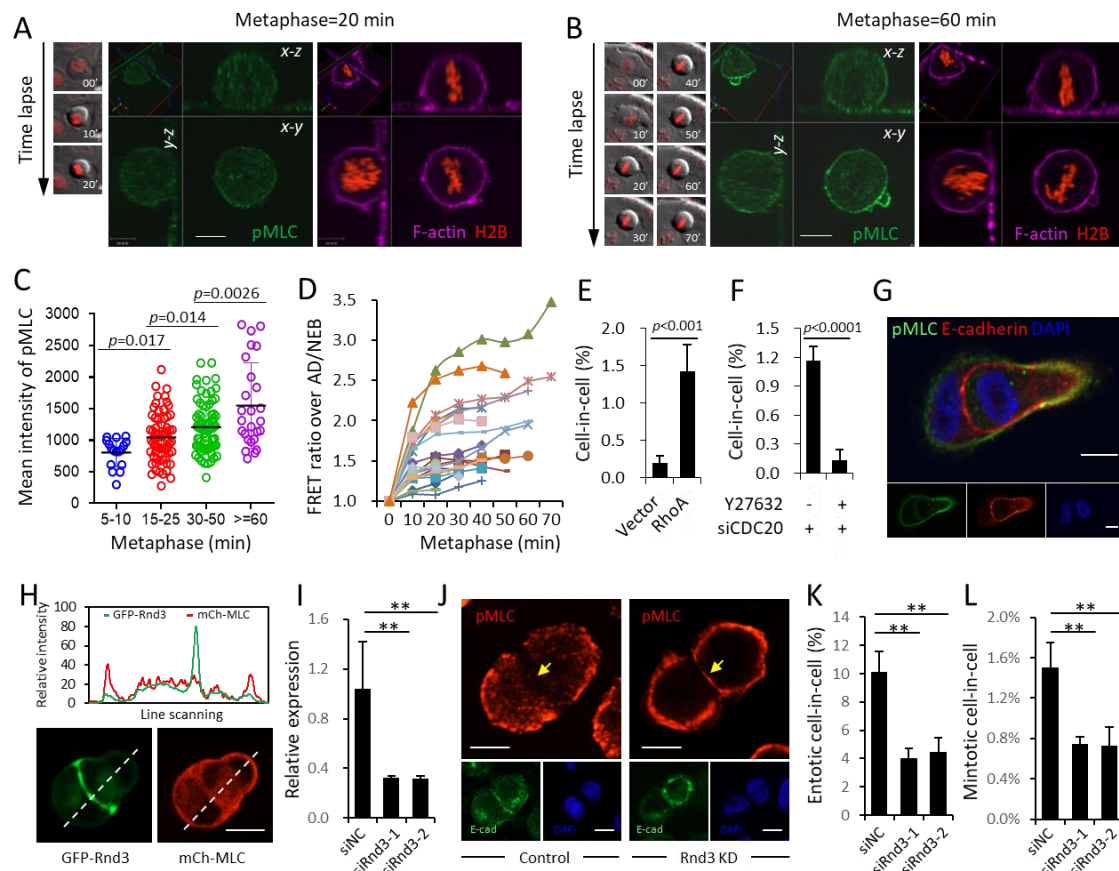 A
Metaphase=20 min
Time lapse
00'
10'
20'
x-z
y-z
x-y
pMLC
F-actin H2B
B
Metaphase=60 min
Time lapse
00'
40'
10'
50'
20'
60'
30'
70'
x-z
y-z
x-y
pMLC
F-actin H2B
C
Mean intensity of pMLC
3000
2500
2000
1500
1000
500
0
p=0.017
p=0.014
p=0.0026
5-10
15-25
30-50
>=60
Metaphase (min)
D
FRET ratio over AD/NEB
3.5
3.0
2.5
2.0
1.5
1.0
0 10 20 30 40 50 60 70
Metaphase (min)
E
Cell-in-cell (%)
2.0
1.5
1.0
0.5
0.0
p<0.001
Vector
RhoA
F
Cell-in-cell (%)
1.5
1.2
0.9
0.6
0.3
0.0
p<0.0001
Y27632 - +
siCDC20 + +
G
pMLC E-cadherin DAPI
H
Relative intensity
100
80
60
40
20
0
GFP-Rnd3
mCh-MLC
Line scanning
GFP-Rnd3
mCh-MLC
I
Relative expression
1.6
1.2
0.8
0.4
0.0
**
**
siNC
siRnd3-1
siRnd3-2
J
pMLC
pMLC
E-cad
DAPI
E-cad
DAPI
Control
Rnd3 KD
K
Entotic cell-in-cell (%)
14
12
10
8
6
4
2
0
**
**
siNC
siRnd3-1
siRnd3-2
L
Mintotic cell-in-cell
2.0%
1.6%
1.2%
0.8%
0.4%
0.0%
**
**
siNC
siRnd3-1
siRnd3-2